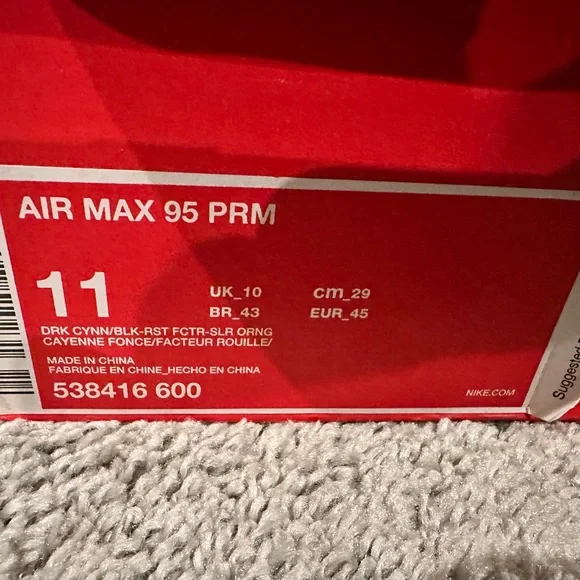 AIR MAX 95 PRM
11
UK_10 cm_29
BR_43 EUR_45
DRK CYNN/BLK-RST FCTR-SLR ORNG
CAYENNE FONCE/FACTEUR ROUILLE/
MADE IN CHINA
FABRIQUE EN CHINE_HECHO EN CHINA
538416 600
NIKE.COM
Suggested